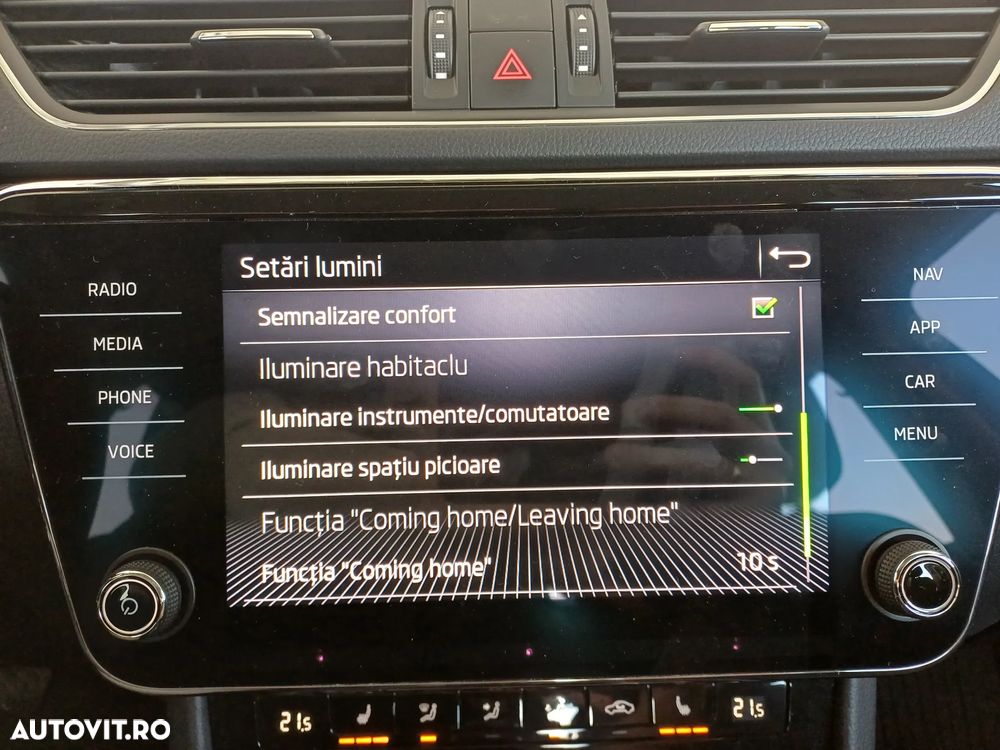 Setări lumini
Semnalizare confort
Iluminare habitaclu
Iluminare instrumente/comutatoare
Iluminare spațiu picioare
Funcția "Coming home/Leaving home"
Funcția "Coming home" 10 s
RADIO
MEDIA
PHONE
VOICE
NAV
APP
CAR
MENU
21.5
21.5
AUTOVIT.RO